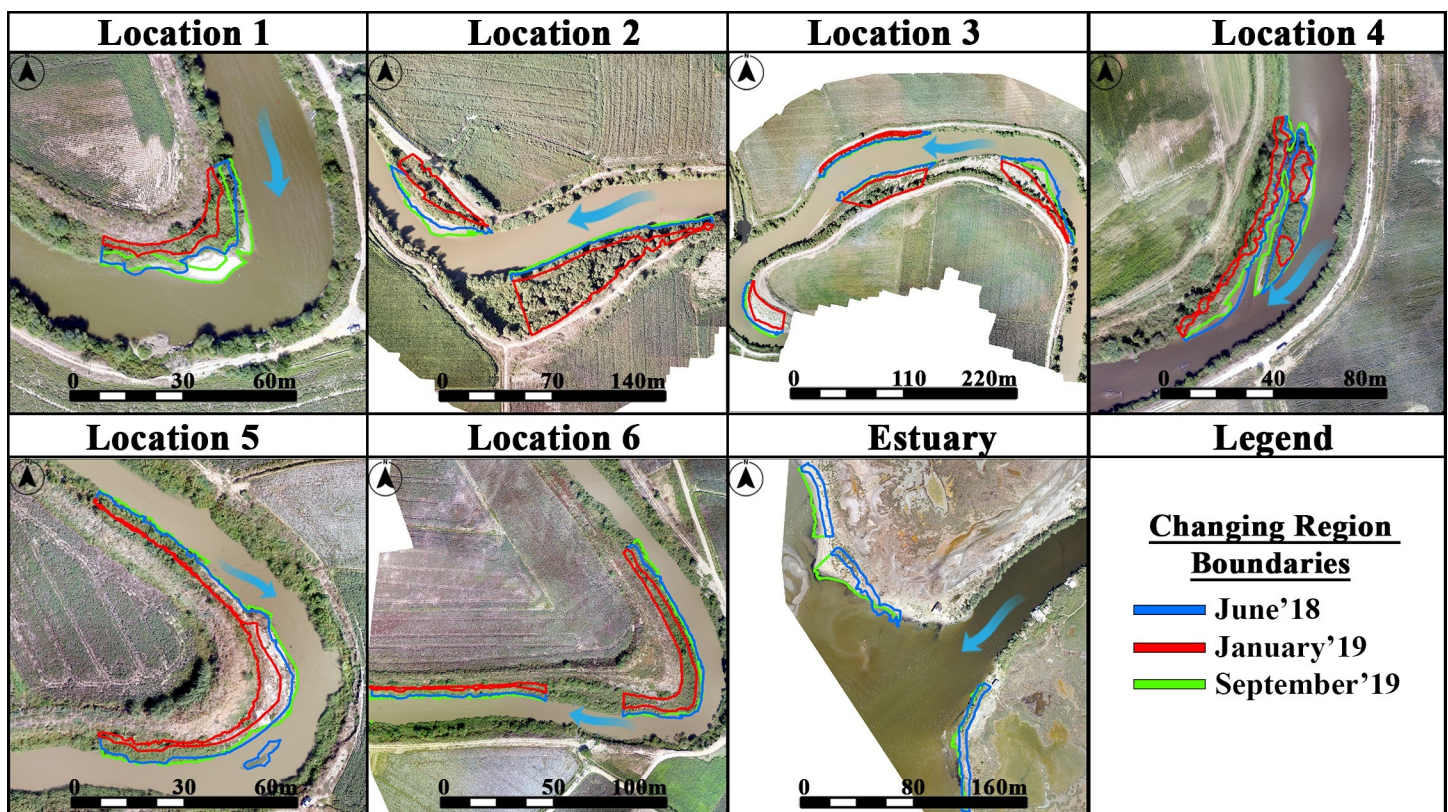 Location 1
Location 2
Location 3
Location 4
N
N
N
N
0 30 60m
0 70 140m
0 110 220m
0 40 80m
Location 5
Location 6
Estuary
Legend
N
N
N
Changing Region
Boundaries
June'18
January'19
September'19
0 30 60m
0 50 100m
0 80 160m